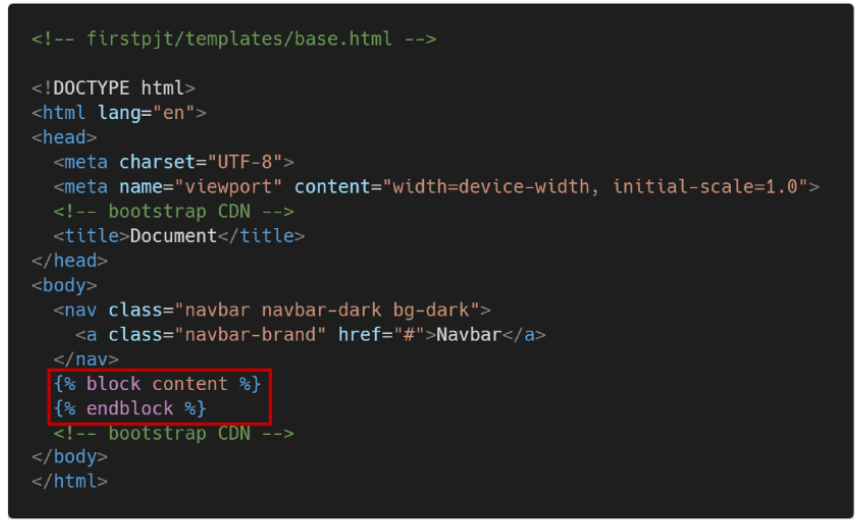 <!-- firstpjt/templates/base.html -->
<!DOCTYPE html>
<html lang="en">
<head>
<meta charset="UTF-8">
<meta name="viewport" content="width=device-width, initial-scale=1.0">
<!-- bootstrap CDN -->
<title>Document</title>
</head>
<body>
<nav class="navbar navbar-dark bg-dark">
<a class="navbar-brand" href="#">Navbar</a>
</nav>
{% block content %}
{% endblock %}
<!-- bootstrap CDN -->
</body>
</html>